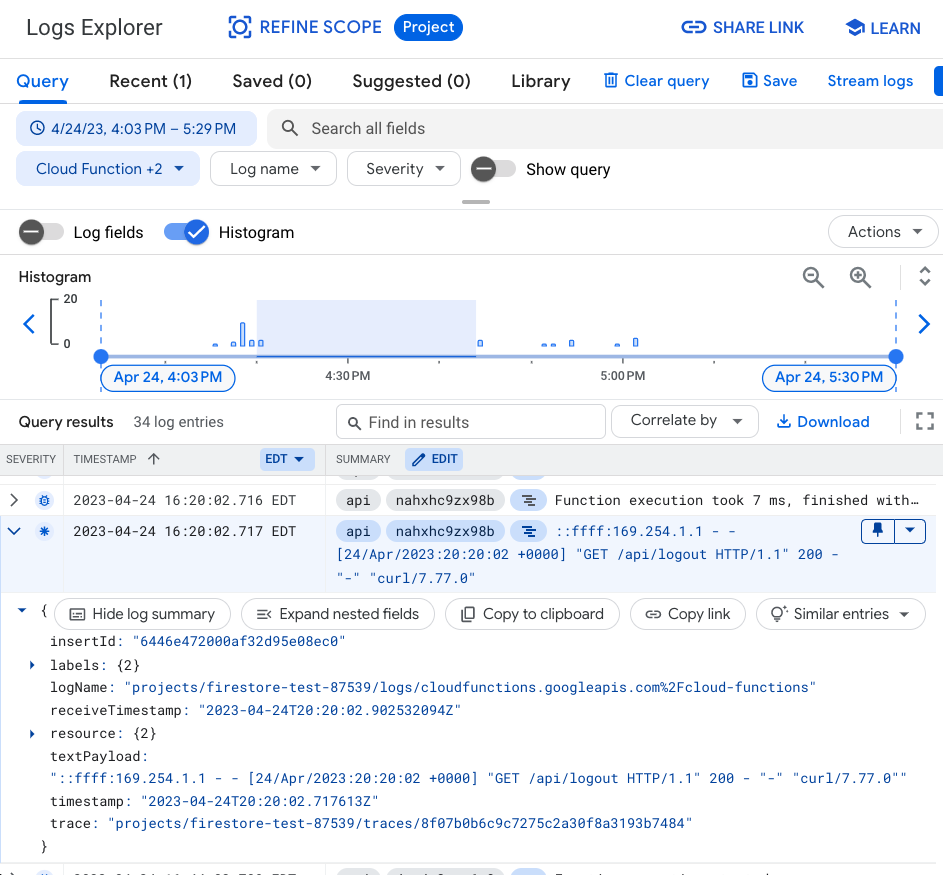 Logs Explorer
REFINE SCOPE
Project
SHARE LINK
LEARN
Query
Recent (1)
Saved (0)
Suggested (0)
Library
Clear query
Save
Stream logs
4/24/23, 4:03 PM – 5:29 PM
Search all fields
Cloud Function +2
Log name
Severity
Show query
Log fields
Histogram
Actions
Histogram
20
0
Apr 24, 4:03 PM
4:30 PM
5:00 PM
Apr 24, 5:30 PM
Query results
34 log entries
Find in results
Correlate by
Download
SEVERITY
TIMESTAMP
EDT
SUMMARY
EDIT
2023-04-24 16:20:02.716 EDT
api
nahxhc9zx98b
Function execution took 7 ms, finished with…
2023-04-24 16:20:02.717 EDT
api
nahxhc9zx98b
::ffff:169.254.1.1 - -
[24/Apr/2023:20:20:02 +0000] "GET /api/logout HTTP/1.1" 200 -
"-" "curl/7.77.0"
{
Hide log summary
Expand nested fields
Copy to clipboard
Copy link
Similar entries
insertId: "6446e472000af32d95e08ec0"
labels: {2}
logName: "projects/firestore-test-87539/logs/cloudfunctions.googleapis.com%2Fcloud-functions"
receiveTimestamp: "2023-04-24T20:20:02.902532094Z"
resource: {2}
textPayload:
"::ffff:169.254.1.1 - - [24/Apr/2023:20:20:02 +0000] "GET /api/logout HTTP/1.1" 200 - "-" "curl/7.77.0""
timestamp: "2023-04-24T20:20:02.717613Z"
trace: "projects/firestore-test-87539/traces/8f07b0b6c9c7275c2a30f8a3193b7484"
}